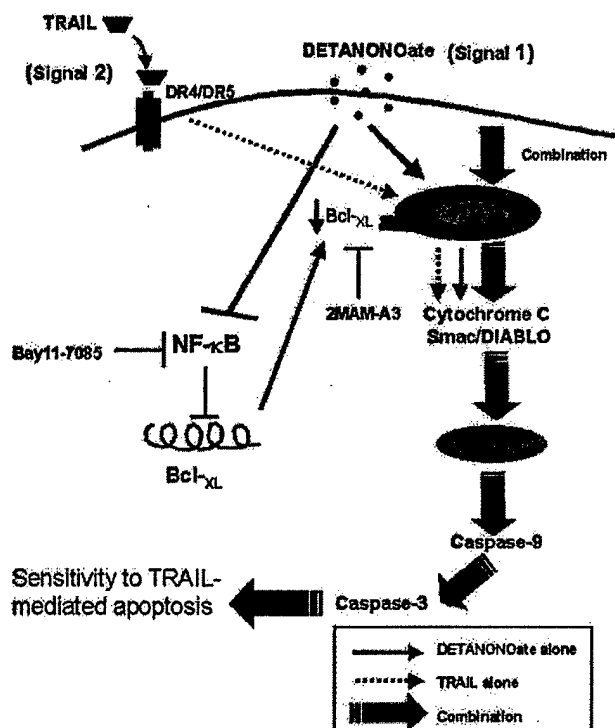 TRAIL
(Signal 2)
DR4/DR5
DETANONOate (Signal 1)
Combination
Bcl-XL
2MAM-A3
Cytochrome C
Smac/DIABLO
Bay11-7085
NF-κB
Bcl-XL
Caspase-9
Caspase-3
Sensitivity to TRAIL-
mediated apoptosis
DETANONOate alone
TRAIL alone
Combination